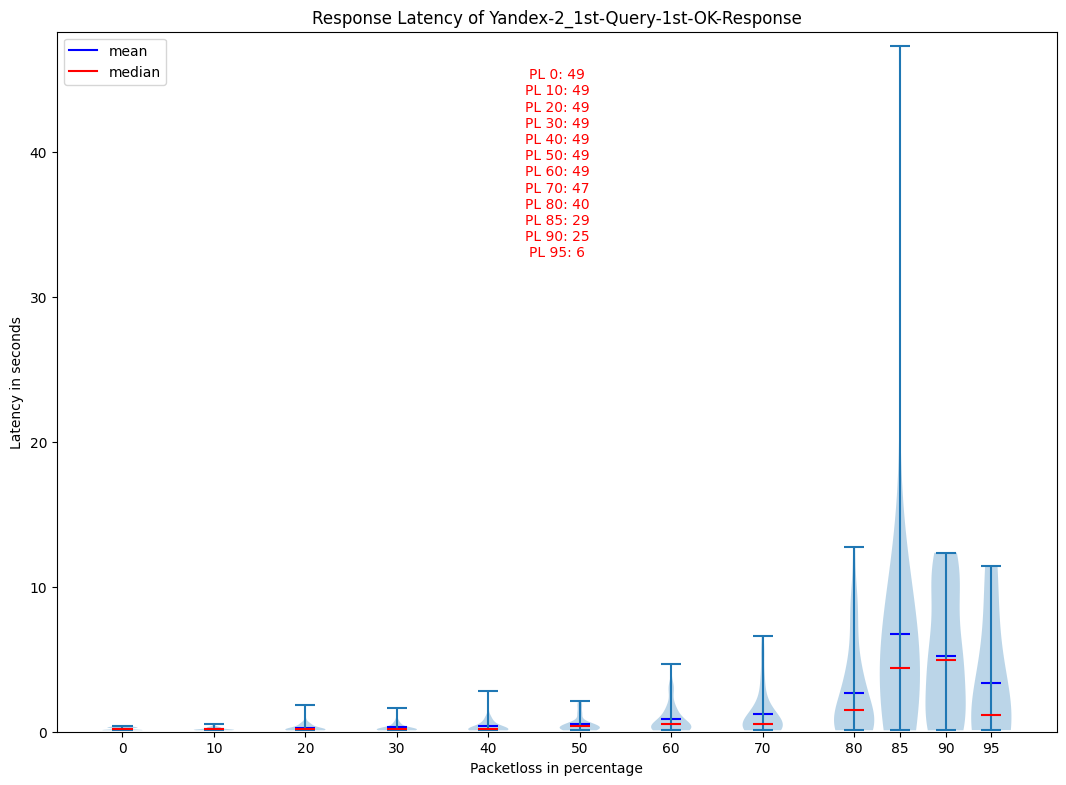 Response Latency of Yandex-2_1st-Query-1st-OK-Response
mean
median
PL 0: 49
PL 10: 49
PL 20: 49
PL 30: 49
PL 40: 49
PL 50: 49
PL 60: 49
PL 70: 47
PL 80: 40
PL 85: 29
PL 90: 25
PL 95: 6
Latency in seconds
40
30
20
10
0
0 10 20 30 40 50 60 70 80 85 90 95
Packetloss in percentage